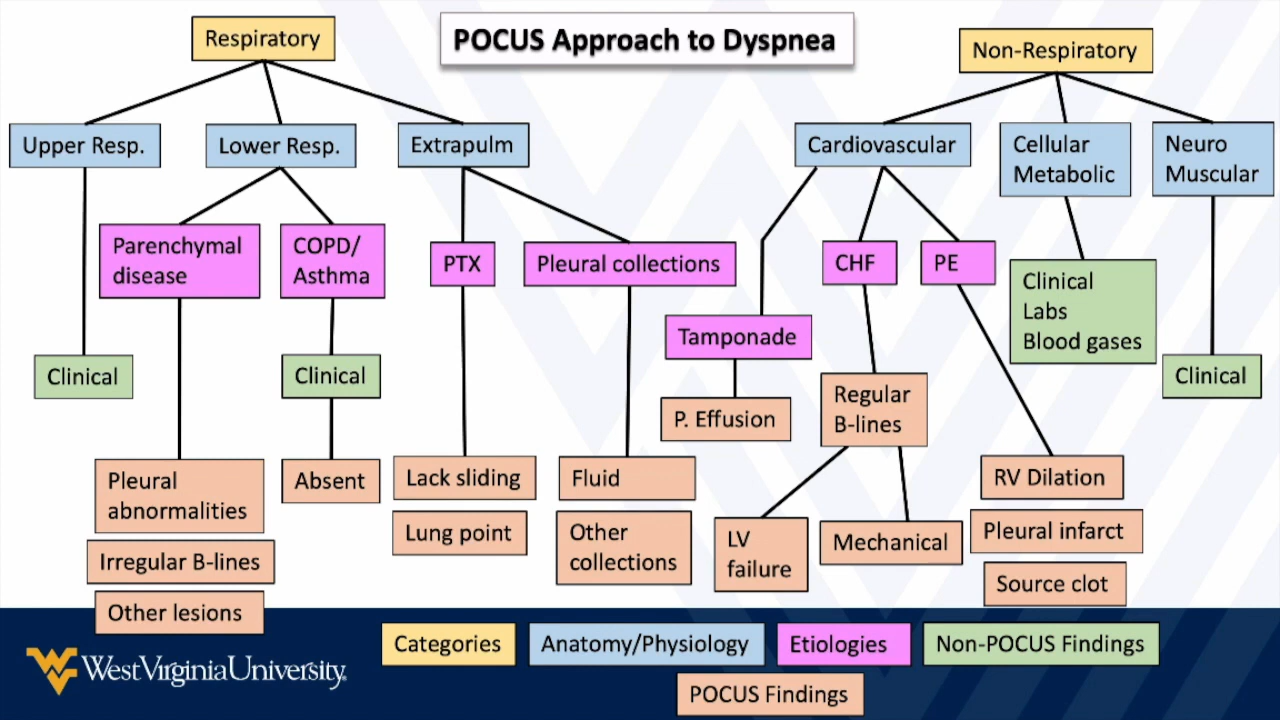 POCUS Approach to Dyspnea
Respiratory
Non-Respiratory
Upper Resp.
Lower Resp.
Extrapulm
Cardiovascular
Cellular
Metabolic
Neuro
Muscular
Parenchymal
disease
COPD/
Asthma
PTX
Pleural collections
CHF
PE
Clinical
Labs
Blood gases
Tamponade
Clinical
Clinical
Clinical
P. Effusion
Regular
B-lines
Pleural
abnormalities
Absent
Lack sliding
Fluid
RV Dilation
Lung point
Other
collections
LV
failure
Mechanical
Pleural infarct
Irregular B-lines
Source clot
Other lesions
Categories
Anatomy/Physiology
Etiologies
Non-POCUS Findings
POCUS Findings
WestVirginiaUniversity.